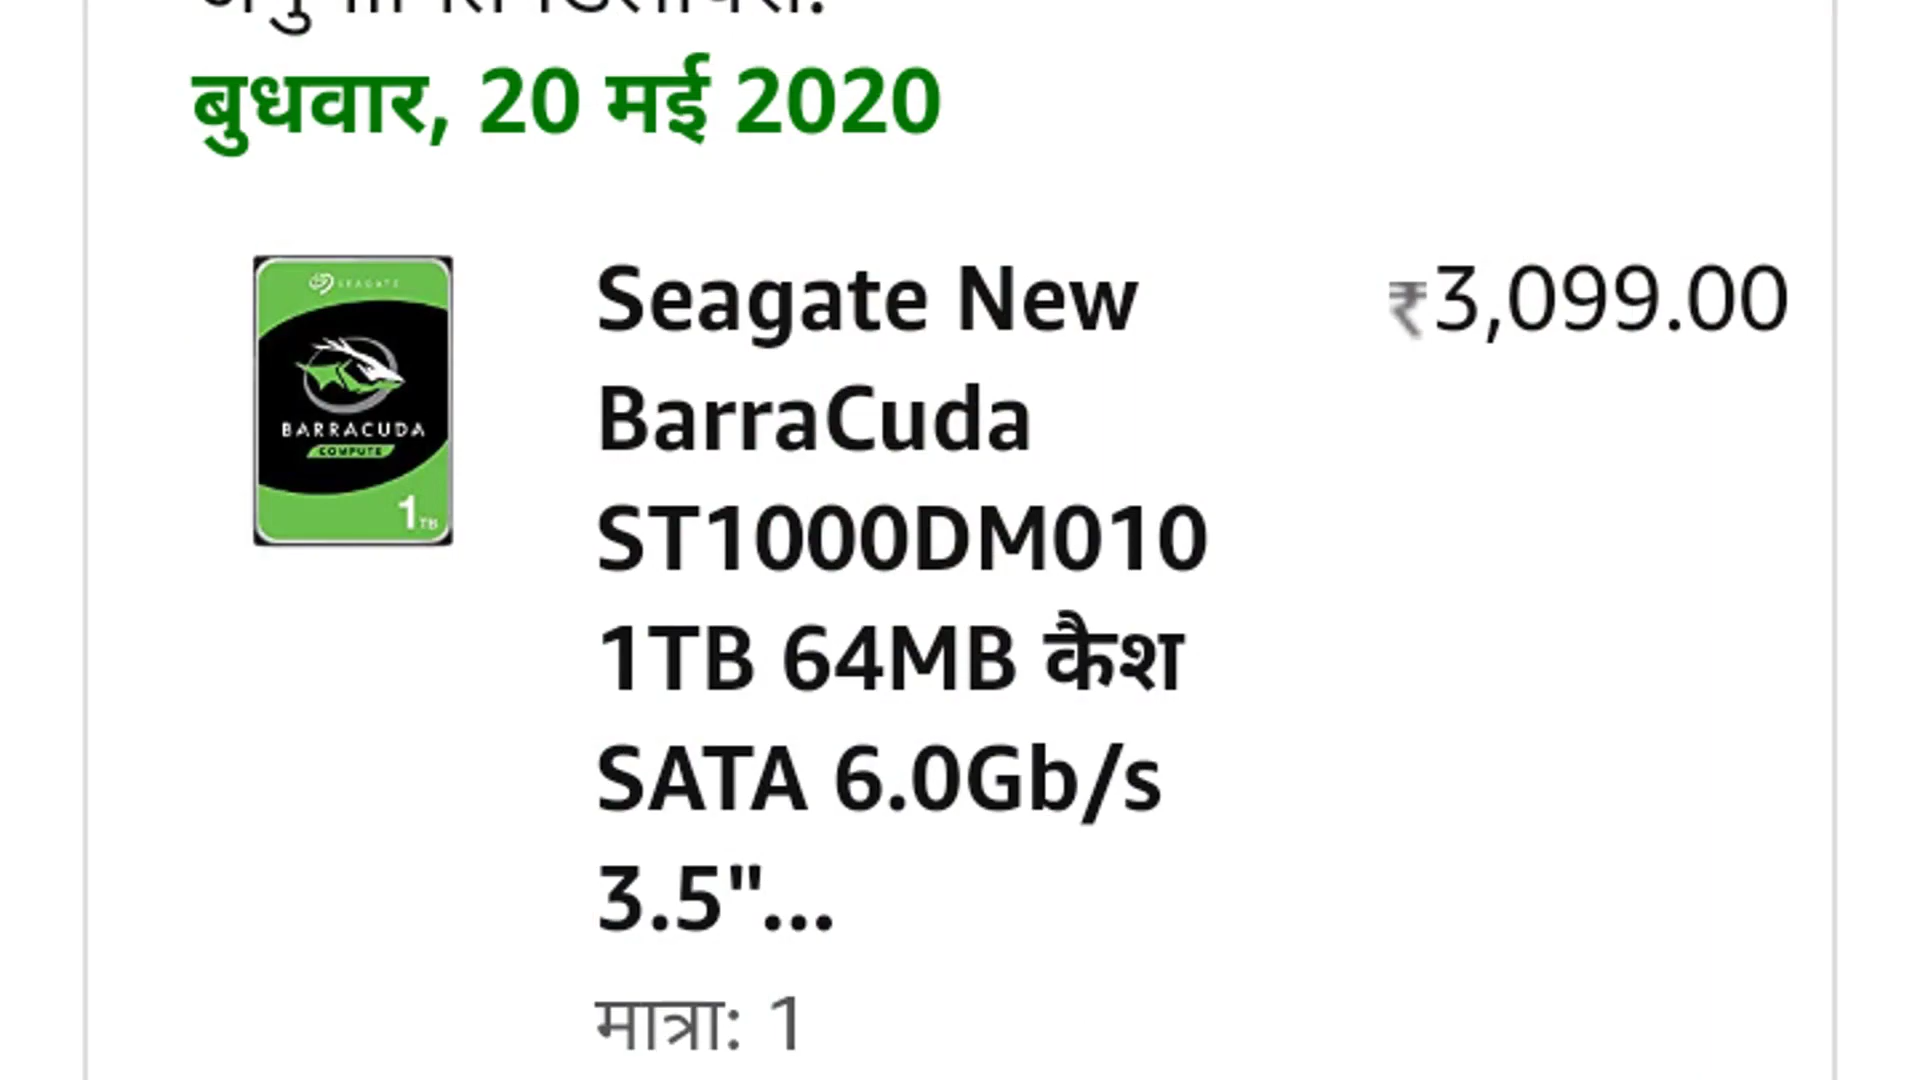 बुधवार, 20 मई 2020
SEAGATE
BARRACUDA
COMPUTE
1TB
Seagate New
BarraCuda
ST1000DM010
1TB 64MB कैश
SATA 6.0Gb/s
3.5"...
मात्रा: 1
₹3,099.00